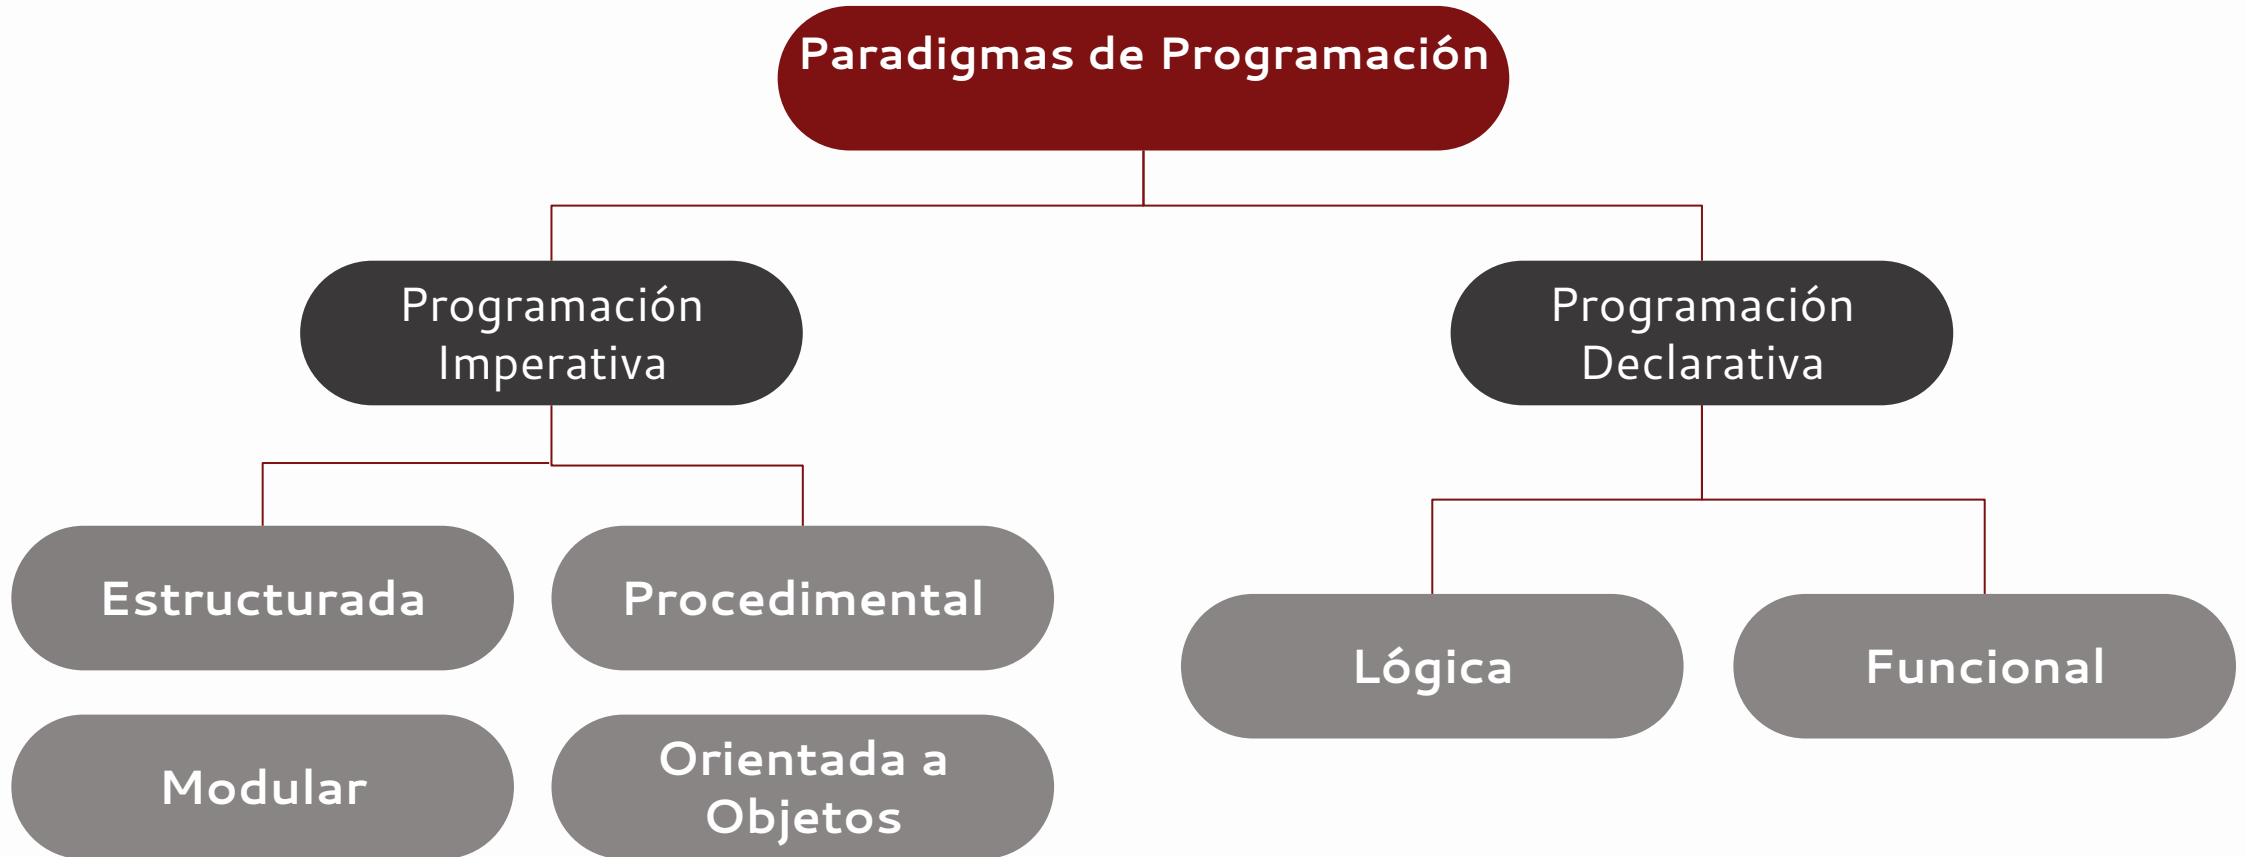 Paradigmas de Programación
Programación
Imperativa
Programación
Declarativa
Estructurada
Procedimental
Lógica
Funcional
Modular
Orientada a
Objetos